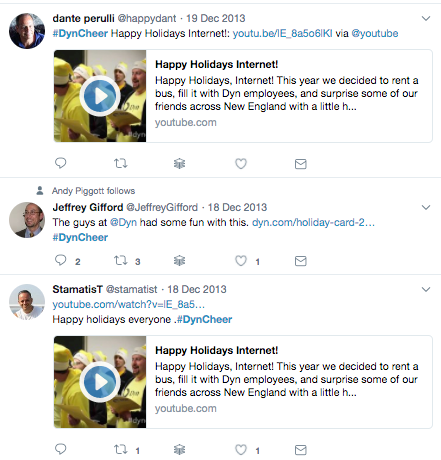 dante perulli @happydant · 19 Dec 2013
#DynCheer Happy Holidays Internet!: youtu.be/lE_8a5o6lKI via @youtube
Happy Holidays Internet!
Happy Holidays, Internet! This year we decided to rent a
bus, fill it with Dyn employees, and surprise some of our
friends across New England with a little h...
youtube.com
Andy Piggott follows
Jeffrey Gifford @JeffreyGifford · 18 Dec 2013
The guys at @Dyn had some fun with this. dyn.com/holiday-card-2...
#DynCheer
2 3 1
StamatisT @stamatist · 18 Dec 2013
youtube.com/watch?v=lE_8a5...
Happy holidays everyone .#DynCheer
Happy Holidays Internet!
Happy Holidays, Internet! This year we decided to rent a
bus, fill it with Dyn employees, and surprise some of our
friends across New England with a little h...
youtube.com
1 1